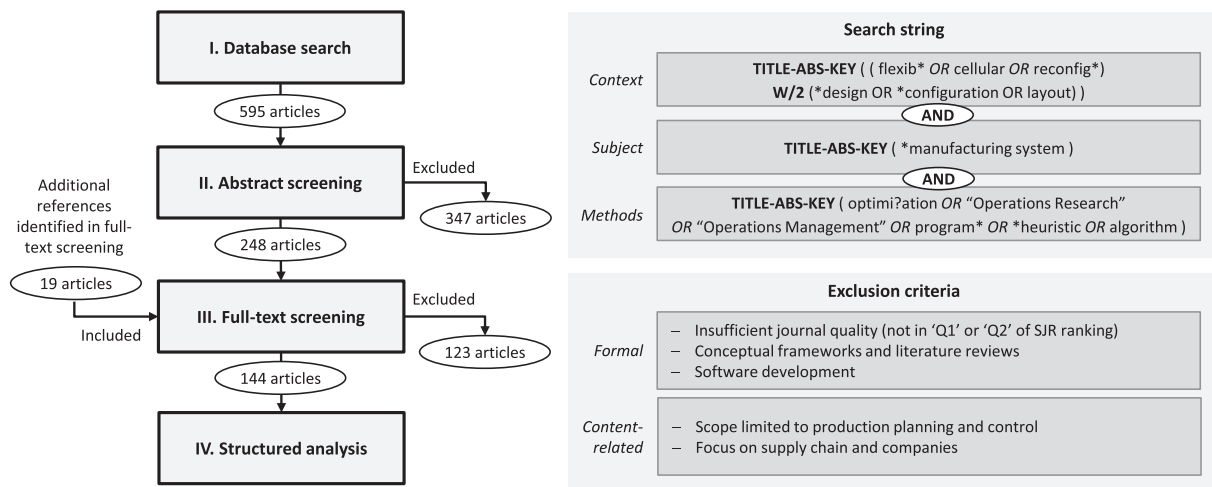 I. Database search
595 articles
II. Abstract screening
Excluded
347 articles
248 articles
Additional
references
identified in full-
text screening
19 articles
Included
III. Full-text screening
Excluded
123 articles
144 articles
IV. Structured analysis
Search string
Context
TITLE-ABS-KEY ( ( flexib* OR cellular OR reconfig*)
W/2 (*design OR *configuration OR layout) )
AND
Subject
TITLE-ABS-KEY ( *manufacturing system )
AND
Methods
TITLE-ABS-KEY ( optimi?ation OR “Operations Research”
OR “Operations Management” OR program* OR *heuristic OR algorithm )
Exclusion criteria
Formal
– Insufficient journal quality (not in ‘Q1’ or ‘Q2’ of SJR ranking)
– Conceptual frameworks and literature reviews
– Software development
Content-
related
– Scope limited to production planning and control
– Focus on supply chain and companies